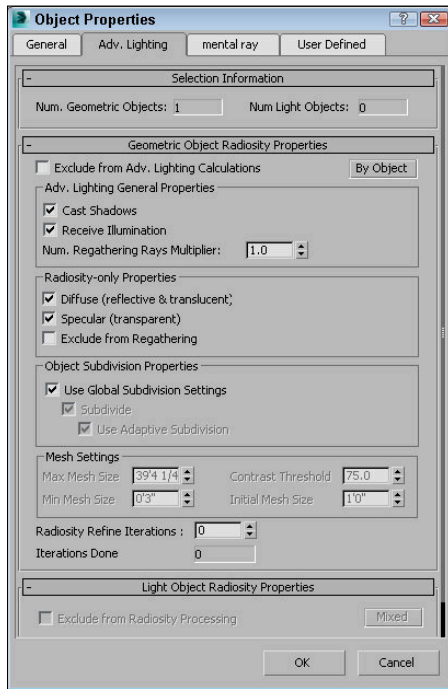 Object Properties
General Adv. Lighting mental ray User Defined
- Selection Information
Num. Geometric Objects: 1 Num Light Objects: 0
- Geometric Object Radiosity Properties
Exclude from Adv. Lighting Calculations By Object
Adv. Lighting General Properties
Cast Shadows
Receive Illumination
Num. Regathering Rays Multiplier: 1.0
Radiosity-only Properties
Diffuse (reflective & translucent)
Specular (transparent)
Exclude from Regathering
Object Subdivision Properties
Use Global Subdivision Settings
Subdivide
Use Adaptive Subdivision
Mesh Settings
Max Mesh Size 39'4 1/4 Contrast Threshold 75.0
Min Mesh Size 0'3" Initial Mesh Size 1'0"
Radiosity Refine Iterations : 0
Iterations Done 0
- Light Object Radiosity Properties
Exclude from Radiosity Processing Mixed
OK Cancel